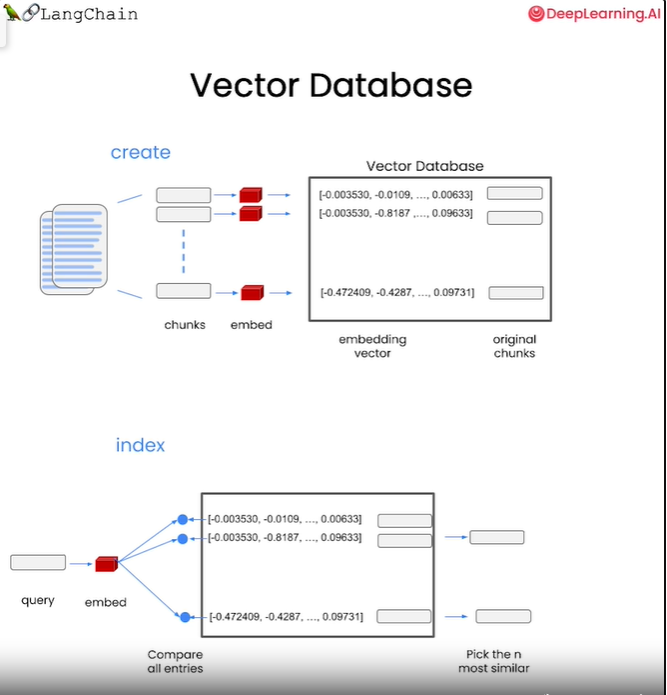 LangChain
DeepLearning.AI
Vector Database
create
Vector Database
[-0.003530, -0.0109, ..., 0.00633]
[-0.003530, -0.8187 ,..., 0.09633]
[-0.472409, -0.4287, ..., 0.09731]
chunks
embed
embedding
vector
original
chunks
index
[-0.003530, -0.0109, ..., 0.00633]
[-0.003530, -0.8187, ..., 0.09633]
[-0.472409, -0.4287, ..., 0.09731]
query
embed
Compare
all entries
Pick the n
most similar